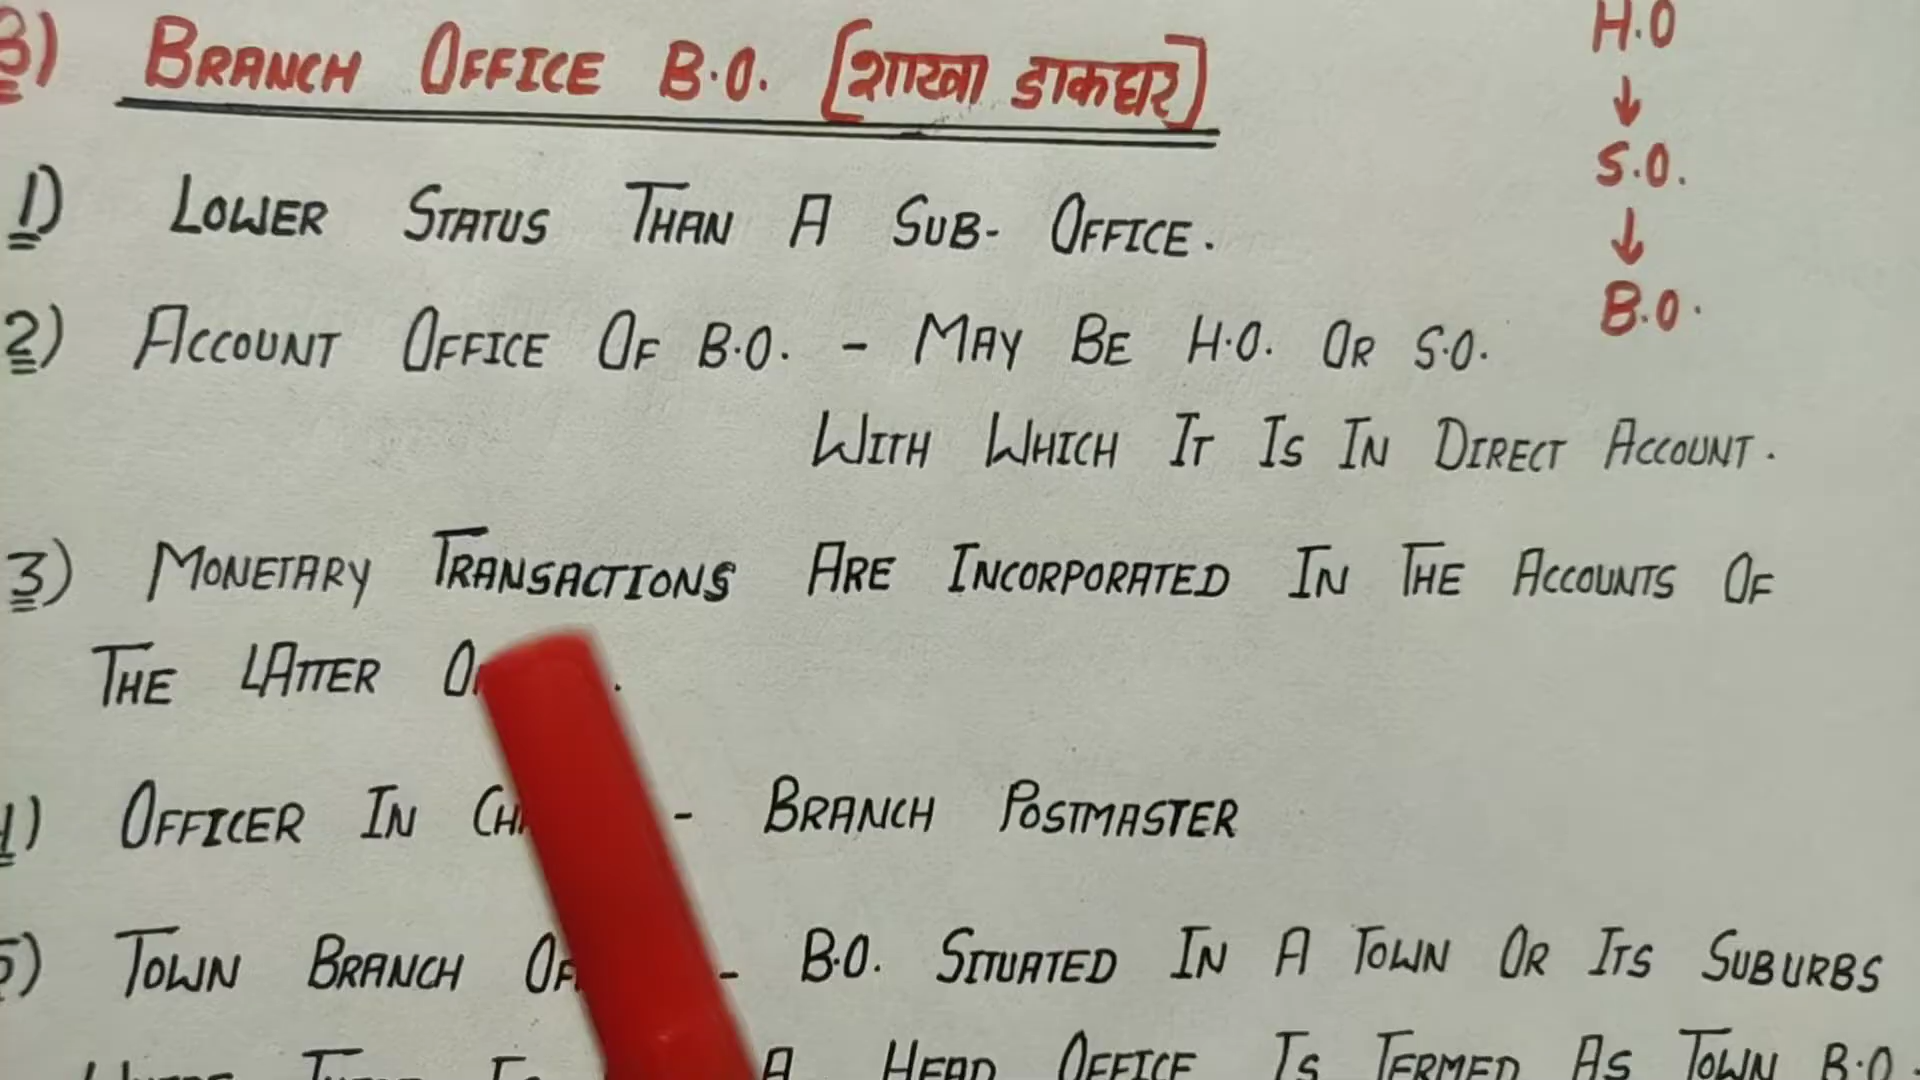 3) BRANCH OFFICE B.O. [शाखा डाकघर]
H.O
↓
S.O.
↓
B.O.
1) LOWER STATUS THAN A SUB- OFFICE.
2) ACCOUNT OFFICE OF B.O. - MAY BE H.O. OR S.O.
WITH WHICH IT IS IN DIRECT ACCOUNT.
3) MONETARY TRANSACTIONS ARE INCORPORATED IN THE ACCOUNTS OF
THE LATTER
4) OFFICER IN - BRANCH POSTMASTER
5) TOWN BRANCH - B.O. SITUATED IN A TOWN OR ITS SUBURBS
A HEAD OFFICE IS TERMED AS TOWN B.O.